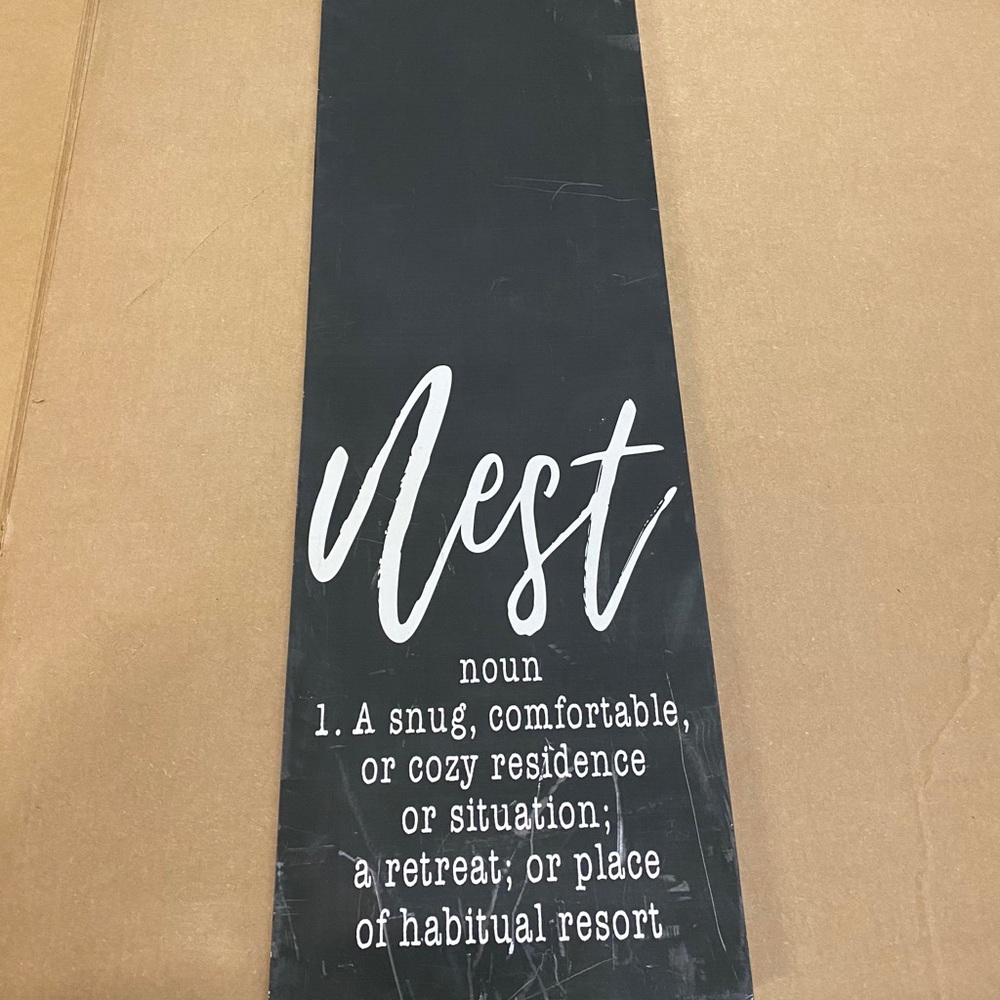 Nest
noun
1. A snug, comfortable,
or cozy residence
or situation;
a retreat; or place
of habitual resort